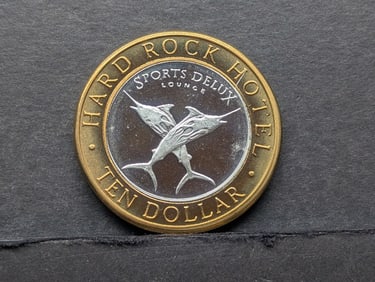 HARD ROCK HOTEL
SPORTS DELUX
LOUNGE
TEN DOLLAR